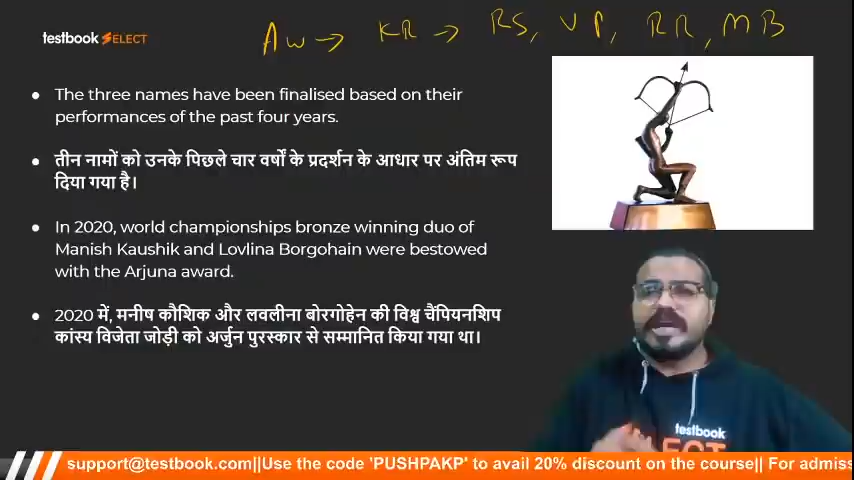 Aw → KR → RS, VP, RR, MB
testbook SELECT
The three names have been finalised based on their
performances of the past four years.
तीन नामों को उनके पिछले चार वर्षों के प्रदर्शन के आधार पर अंतिम रूप
दिया गया है।
In 2020, world championships bronze winning duo of
Manish Kaushik and Lovlina Borgohain were bestowed
with the Arjuna award.
2020 में, मनीष कौशिक और लवलीना बोरगोहेन की विश्व चैंपियनशिप
कांस्य विजेता जोड़ी को अर्जुन पुरस्कार से सम्मानित किया गया था।
testbook
SELECT
support@testbook.com||Use the code 'PUSHPAKP' to avail 20% discount on the course|| For admiss